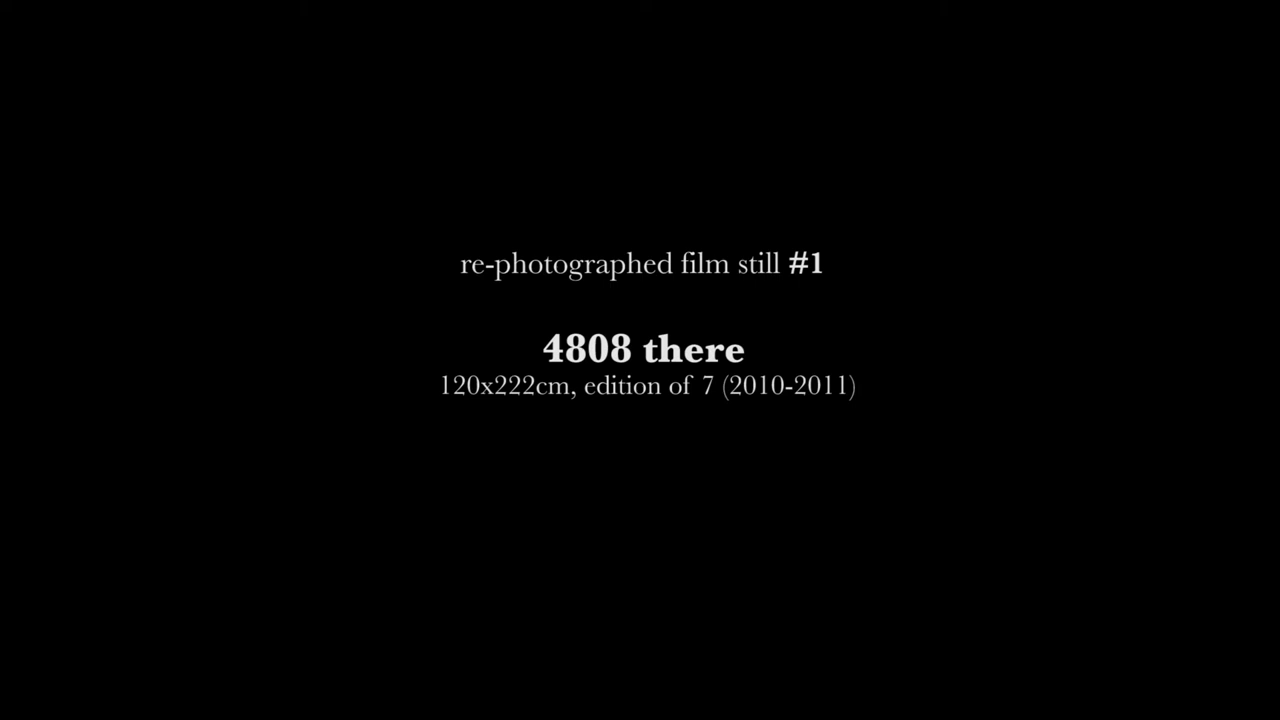 re-photographed film still #1
4808 there
120x222cm, edition of 7 (2010-2011)